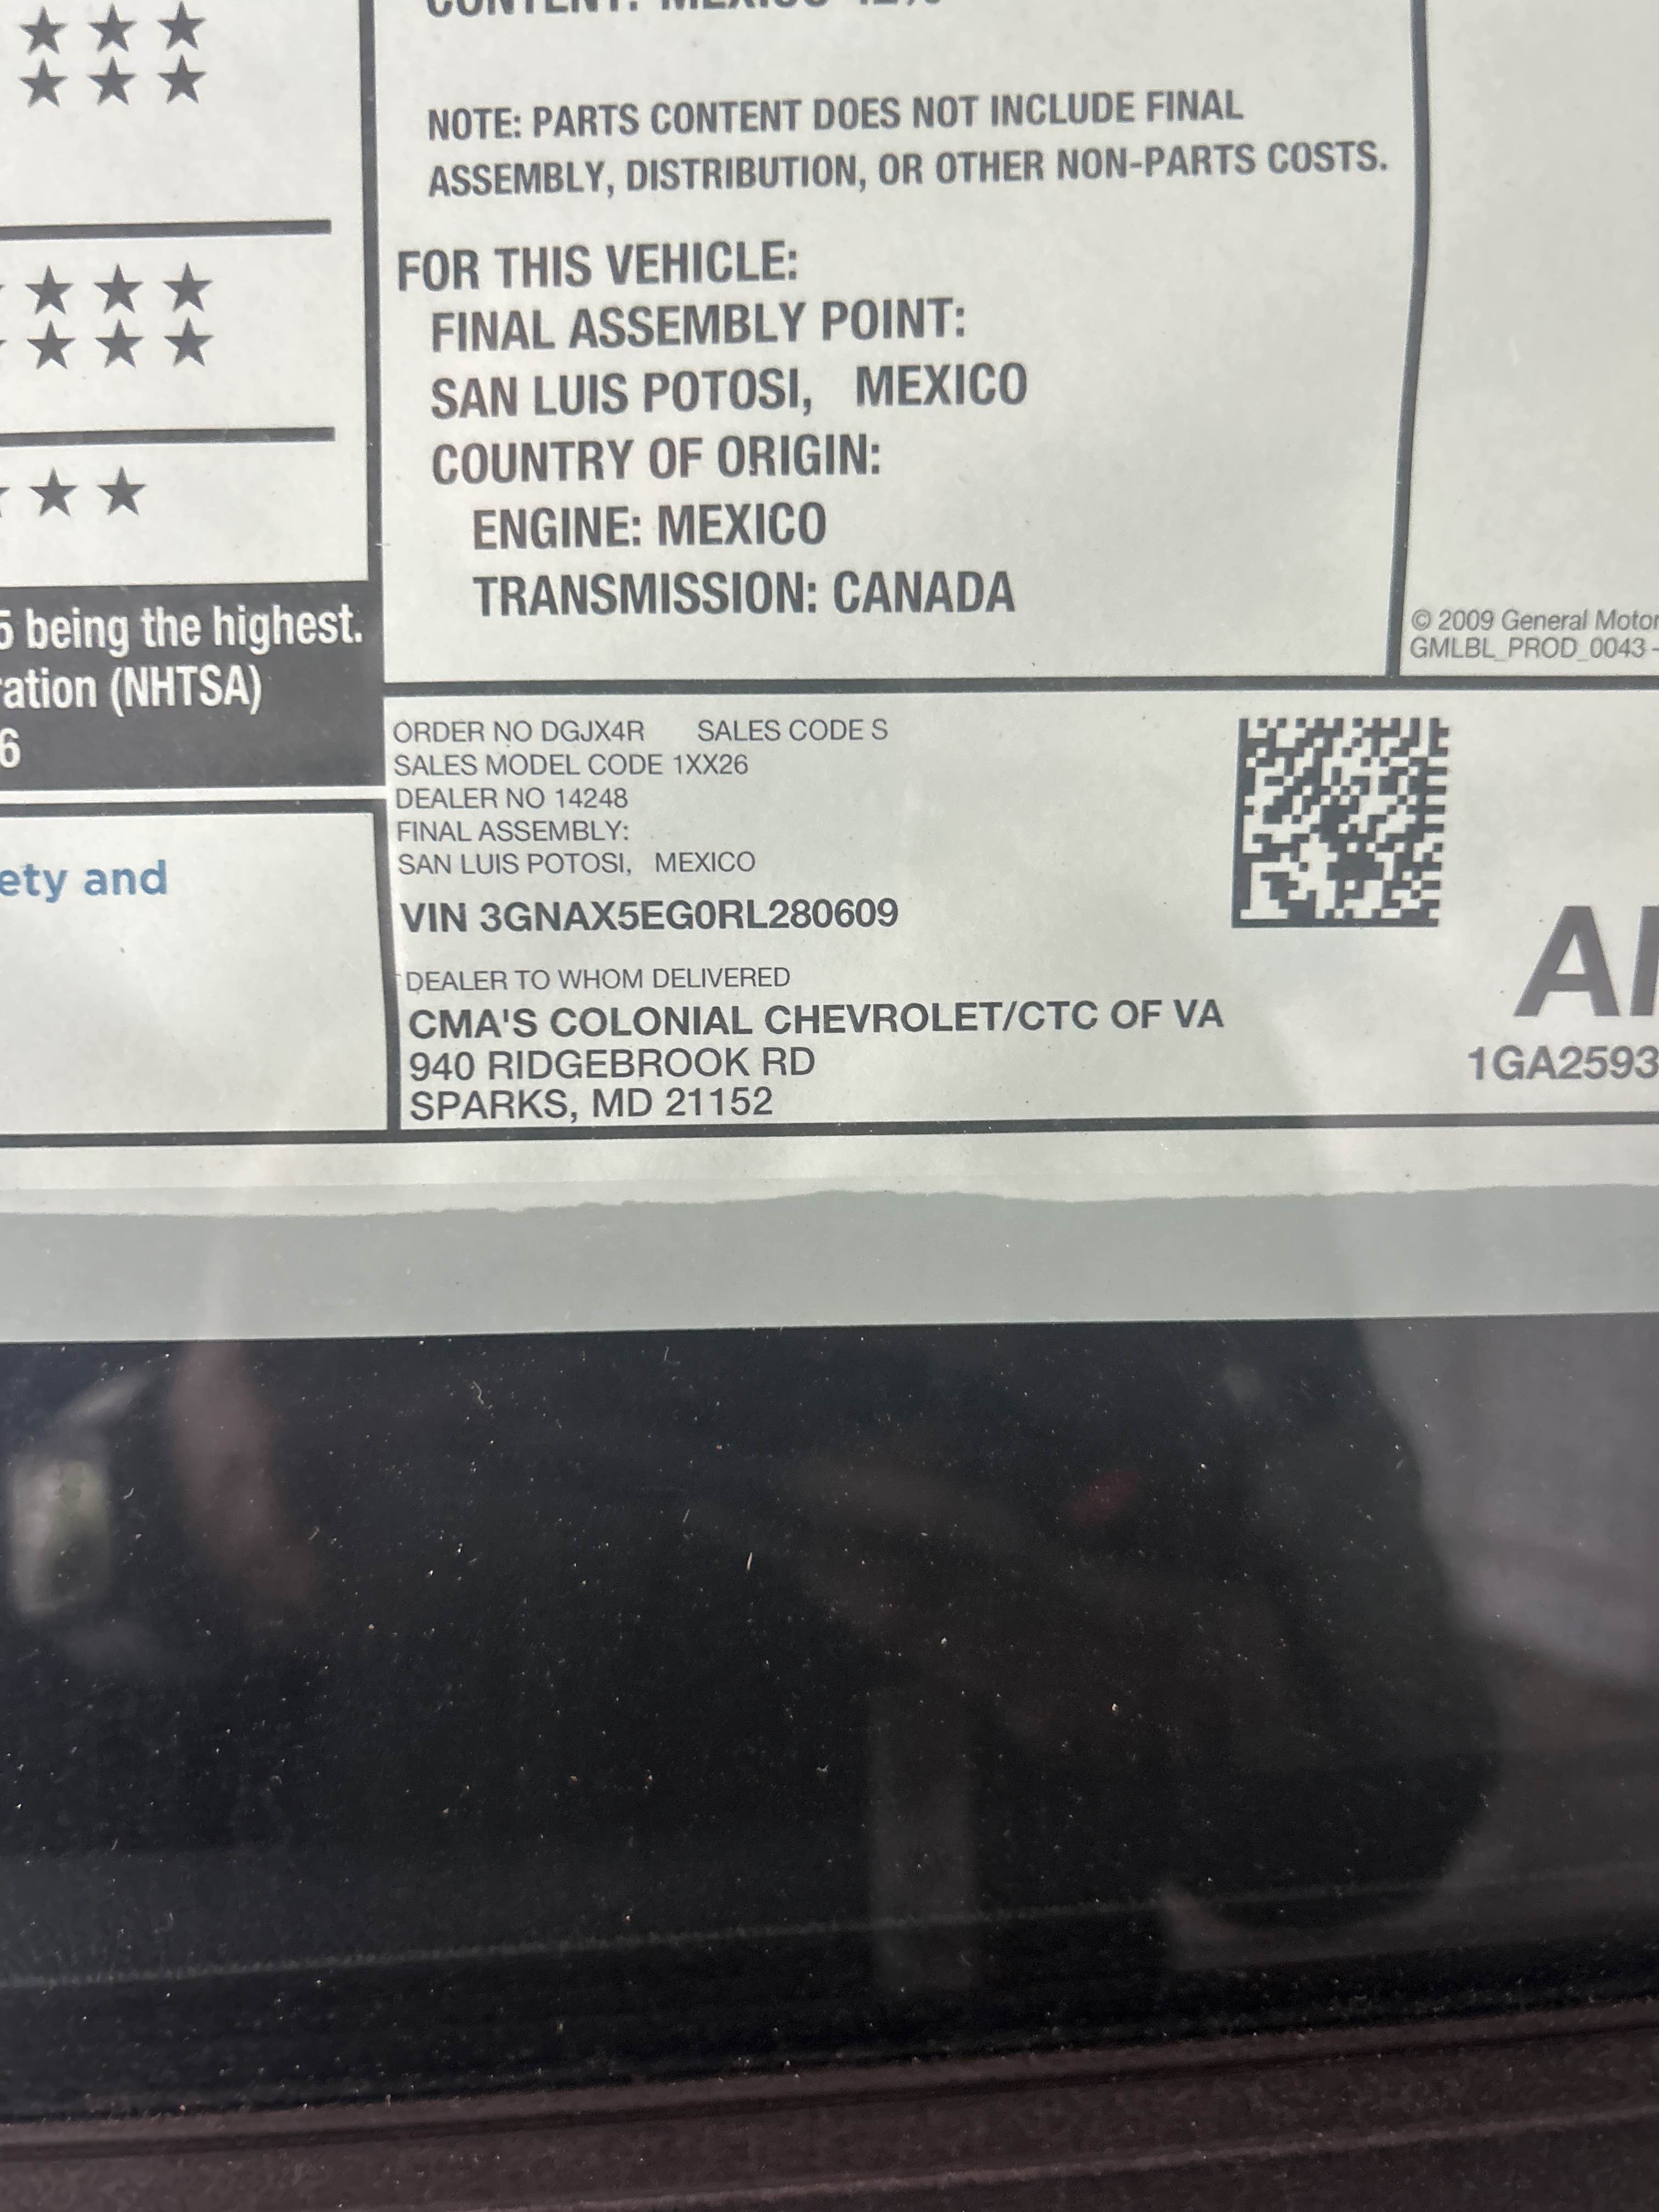 NOTE: PARTS CONTENT DOES NOT INCLUDE FINAL
ASSEMBLY, DISTRIBUTION, OR OTHER NON-PARTS COSTS.
FOR THIS VEHICLE:
FINAL ASSEMBLY POINT:
SAN LUIS POTOSI, MEXICO
COUNTRY OF ORIGIN:
ENGINE: MEXICO
TRANSMISSION: CANADA
5 being the highest.
(NHTSA)
6
ety and
© 2009 General Motor
GMLBL_PROD_0043 -
ORDER NO DGJX4R SALES CODE S
SALES MODEL CODE 1XX26
DEALER NO 14248
FINAL ASSEMBLY:
SAN LUIS POTOSI, MEXICO
VIN 3GNAX5EG0RL280609
DEALER TO WHOM DELIVERED
CMA'S COLONIAL CHEVROLET/CTC OF VA
940 RIDGEBROOK RD
SPARKS, MD 21152
1GA2593